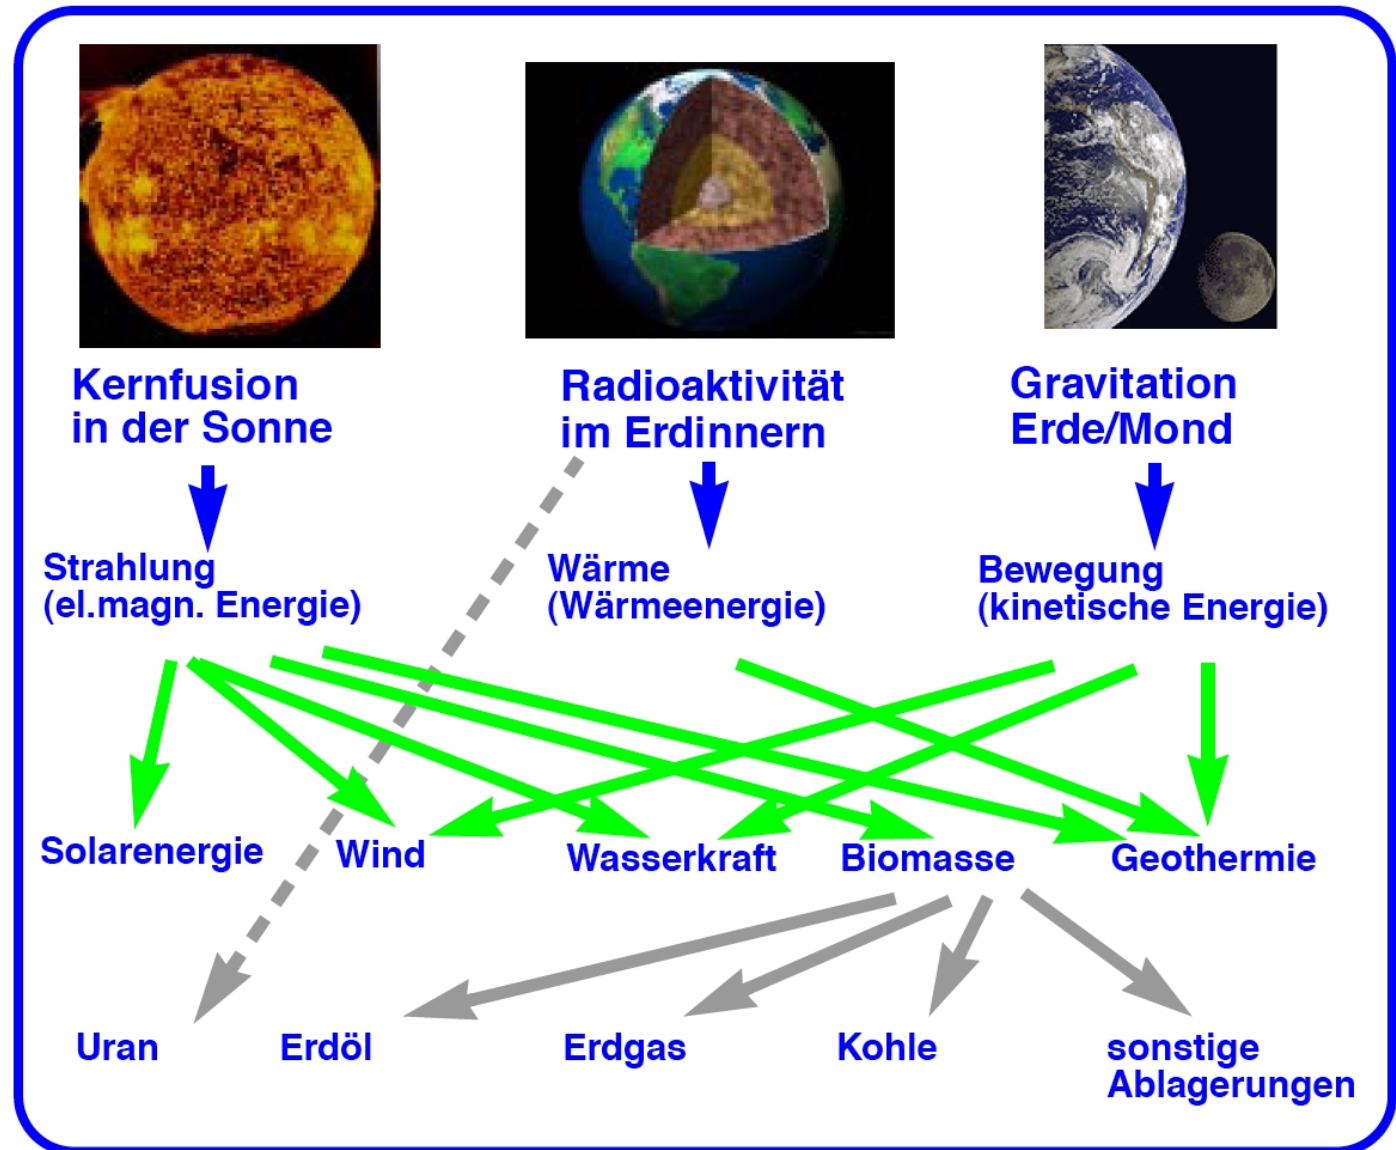 Kernfusion
in der Sonne
Radioaktivität
im Erdinnern
Gravitation
Erde/Mond
Strahlung
(el.magn. Energie)
Wärme
(Wärmeenergie)
Bewegung
(kinetische Energie)
Solarenergie
Wind
Wasserkraft
Biomasse
Geothermie
Uran
Erdöl
Erdgas
Kohle
sonstige
Ablagerungen